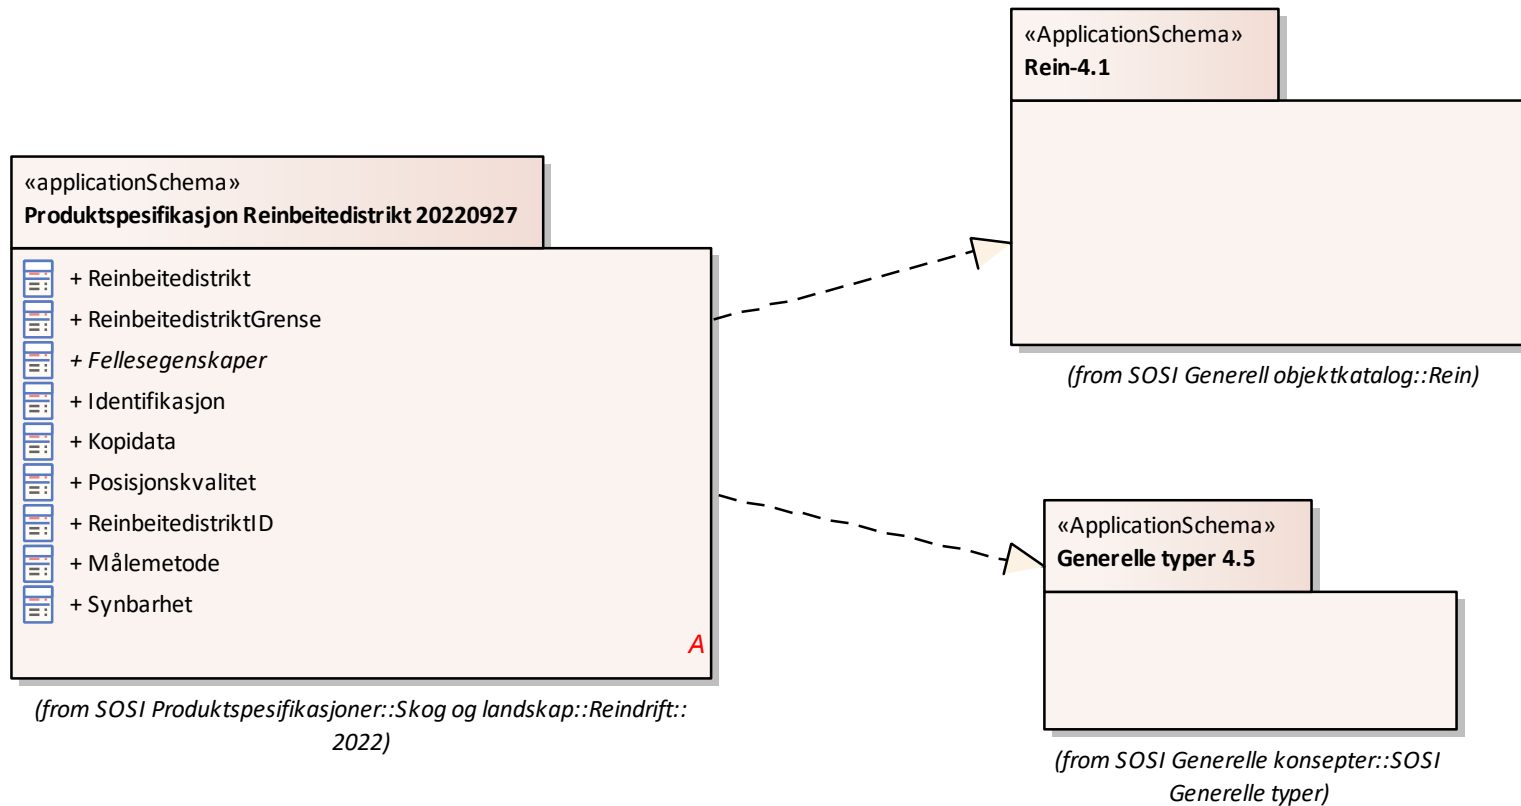 «applicationSchema»
Produktspesifikasjon Reinbeitedistrikt 20220927
+ Reinbeitedistrikt
+ ReinbeitedistriktGrense
+ Fellesegenskaper
+ Identifikasjon
+ Kopidata
+ Posisjonskvalitet
+ ReinbeitedistriktID
+ Målemetode
+ Synbarhet
A
(from SOSI Produktspesifikasjoner::Skog og landskap::Reindrift::
2022)
«ApplicationSchema»
Rein-4.1
(from SOSI Generell objektkatalog::Rein)
«ApplicationSchema»
Generelle typer 4.5
(from SOSI Generelle konsepter::SOSI
Generelle typer)